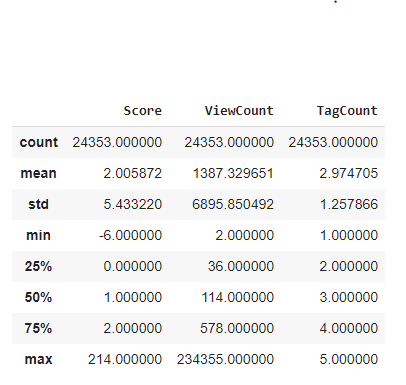 Score ViewCount TagCount
count 24353.000000 24353.000000 24353.000000
mean 2.005872 1387.329651 2.974705
std 5.433220 6895.850492 1.257866
min -6.000000 2.000000 1.000000
25% 0.000000 36.000000 2.000000
50% 1.000000 114.000000 3.000000
75% 2.000000 578.000000 4.000000
max 214.000000 234355.000000 5.000000